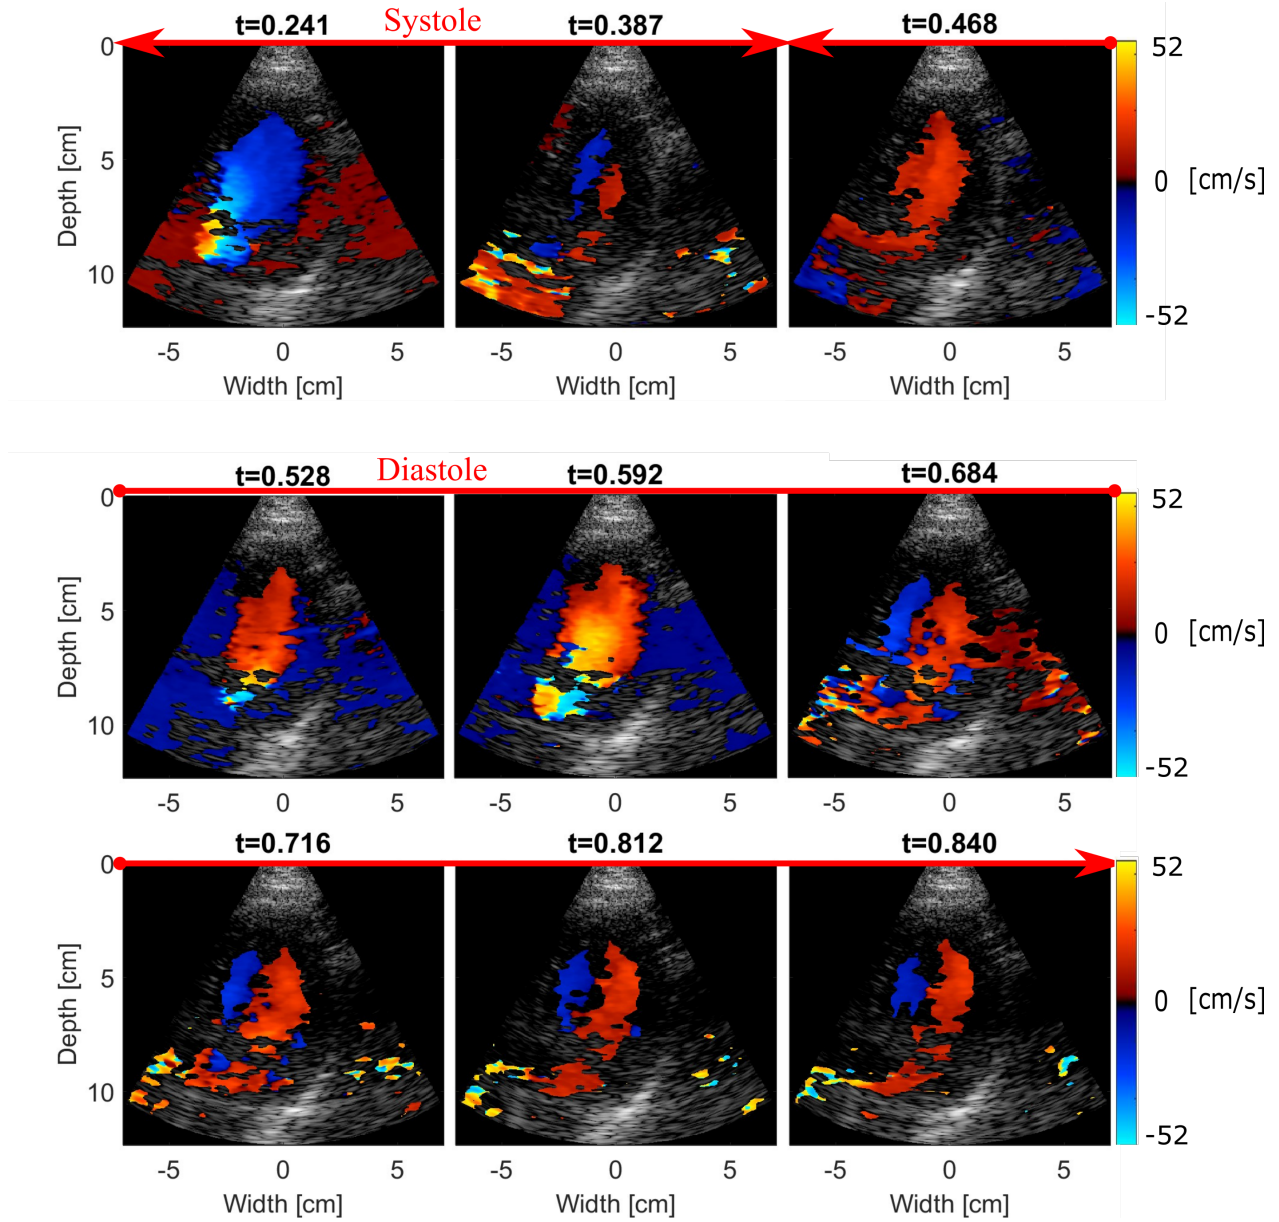 Systole
t=0.241 t=0.387 t=0.468
0 5 10
Depth [cm]
52 0 -52 [cm/s]
-5 0 5 -5 0 5 -5 0 5
Width [cm] Width [cm] Width [cm]
Diastole
t=0.528 t=0.592 t=0.684
0 5 10
Depth [cm]
52 0 -52 [cm/s]
-5 0 5 -5 0 5 -5 0 5
t=0.716 t=0.812 t=0.840
0 5 10
Depth [cm]
52 0 -52 [cm/s]
-5 0 5 -5 0 5 -5 0 5
Width [cm] Width [cm] Width [cm]